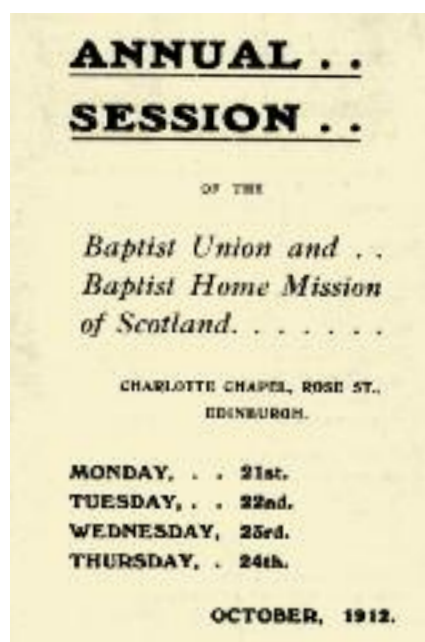 ANNUAL . .
SESSION . .
OF THE
Baptist Union and . .
Baptist Home Mission
of Scotland. . . . . . .
CHARLOTTE CHAPEL, ROSE ST.,
EDINBURGH.
MONDAY, . . 21st.
TUESDAY, . . 22nd.
WEDNESDAY, 23rd.
THURSDAY, . 24th.
OCTOBER, 1912.